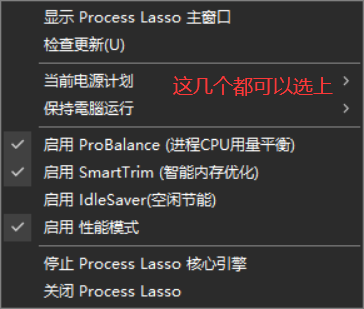 显示 Process Lasso 主窗口
检查更新(U)
当前电源计划
这几个都可以选上
保持電腦运行
启用 ProBalance (进程CPU用量平衡)
启用 SmartTrim (智能内存优化)
启用 IdleSaver(空闲节能)
启用 性能模式
停止 Process Lasso 核心引擎
关闭 Process Lasso